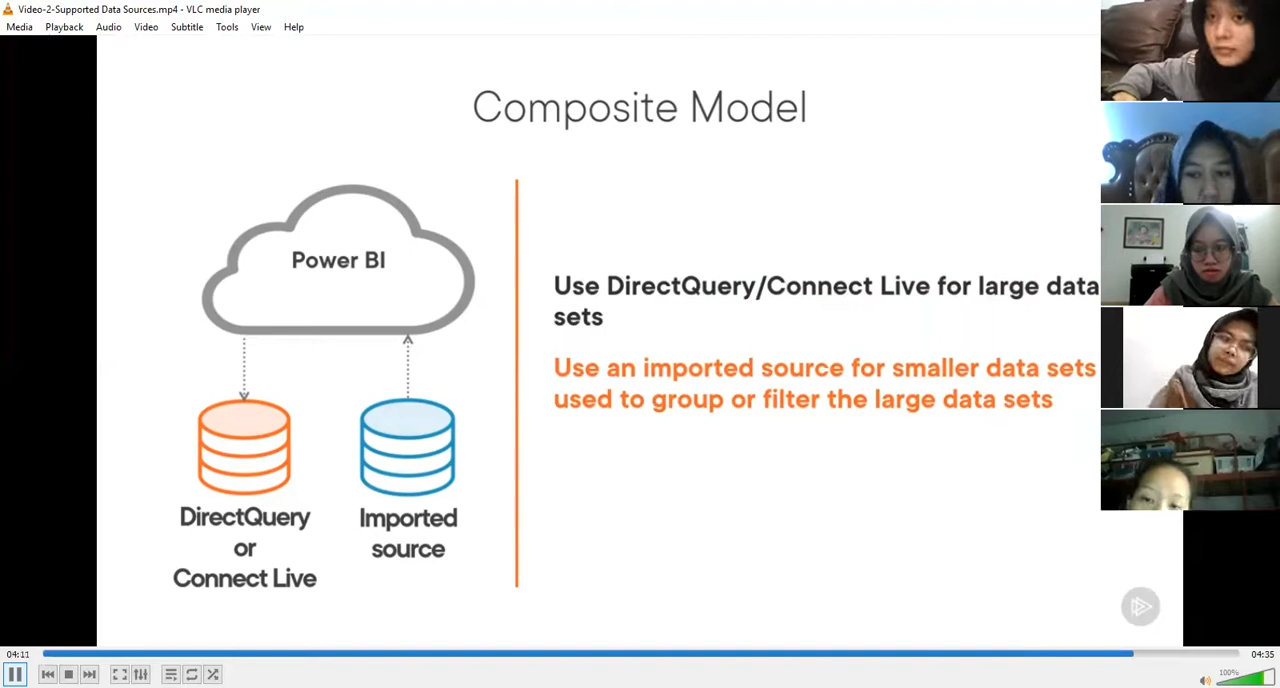 Video-2-Supported Data Sources.mp4 - VLC media player
Media Playback Audio Video Subtitle Tools View Help
Composite Model
Power BI
Use DirectQuery/Connect Live for large data
sets
Use an imported source for smaller data sets
used to group or filter the large data sets
DirectQuery
or
Connect Live
Imported
source
04:11
04:35
100%